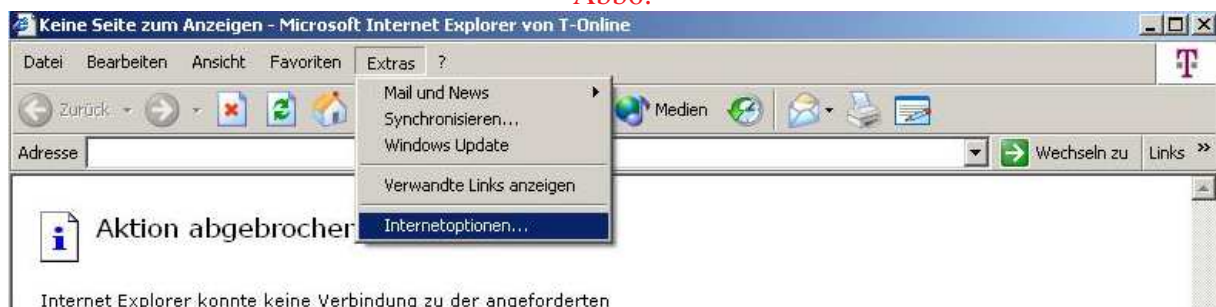 Keine Seite zum Anzeigen - Microsoft Internet Explorer von T-Online
Datei Bearbeiten Ansicht Favoriten Extras ?
Zurück Medien
Adresse Wechseln zu Links »
Mail und News
Synchronisieren...
Windows Update
Verwandte Links anzeigen
Internetoptionen...
Aktion abgebrochen
Internet Explorer konnte keine Verbindung zu der angeforderten